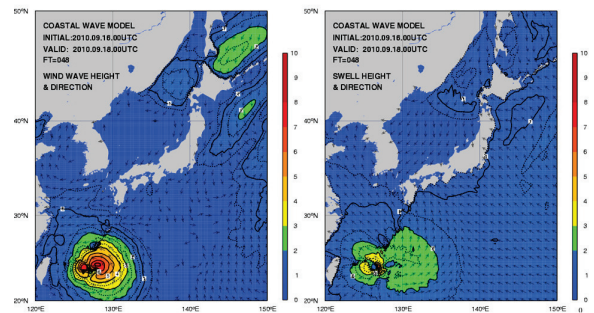 COASTAL WAVE MODEL
INITIAL:2010.09.16.00UTC
VALID: 2010.09.18.00UTC
FT=048
WIND WAVE HEIGHT
& DIRECTION
50°N
40°N
30°N
20°N
120°E
130°E
140°E
150°E
10
9
8
7
6
5
4
3
2
1
0
COASTAL WAVE MODEL
INITIAL:2010.09.16.00UTC
VALID: 2010.09.18.00UTC
FT=048
SWELL HEIGHT
& DIRECTION
50°N
40°N
30°N
20°N
120°E
130°E
140°E
150°E
10
9
8
7
6
5
4
3
2
1
0
0